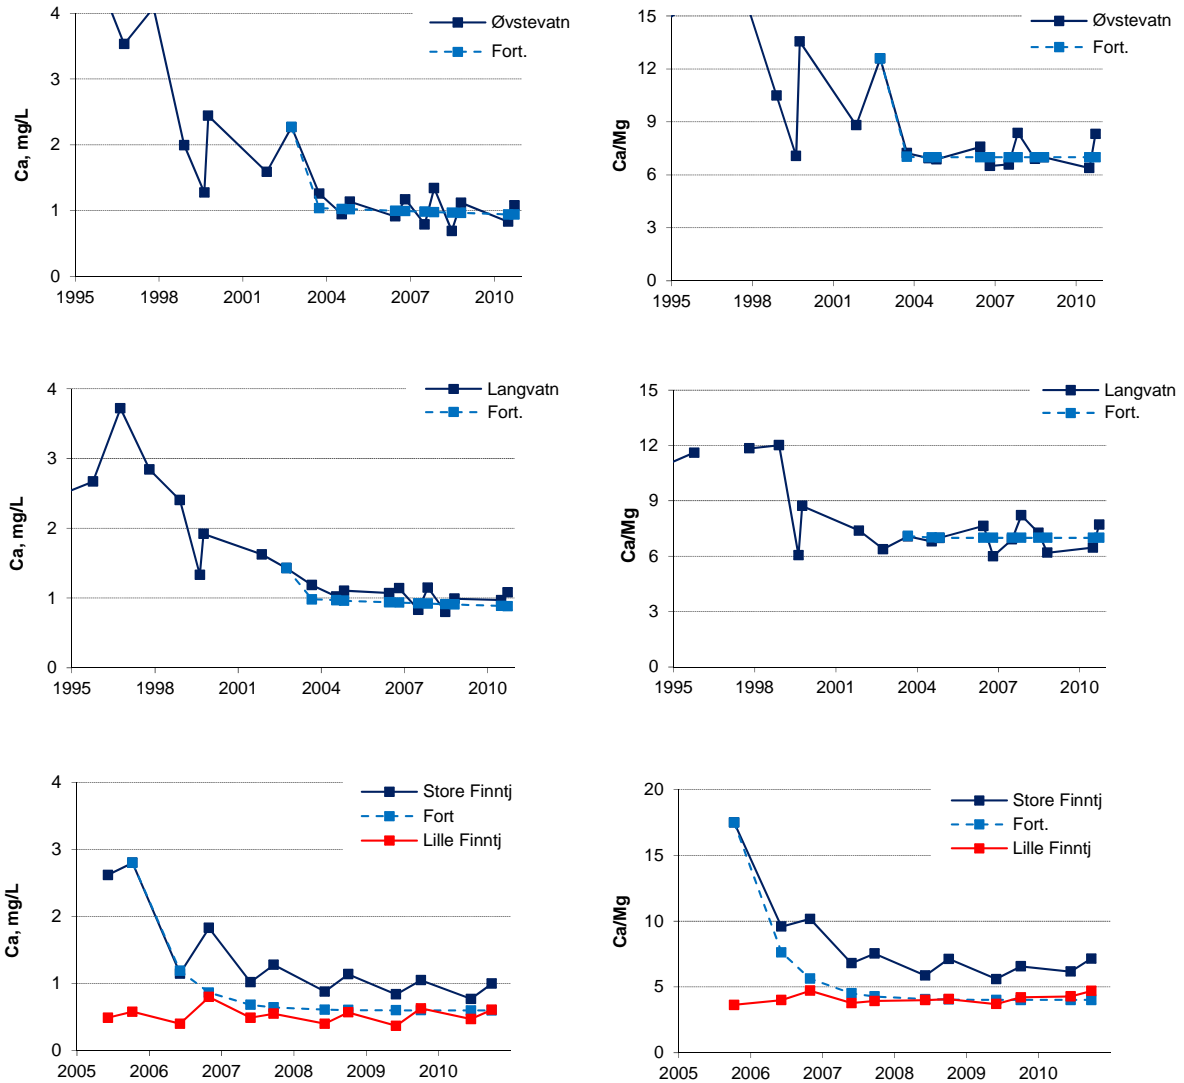 Øvstevatn
Fort.
Ca, mg/L
4
3
2
1
0
1995 1998 2001 2004 2007 2010
Øvstevatn
Fort.
Ca/Mg
15
12
9
6
3
0
1995 1998 2001 2004 2007 2010
Langvatn
Fort.
Ca, mg/L
4
3
2
1
0
1995 1998 2001 2004 2007 2010
Langvatn
Fort.
Ca/Mg
15
12
9
6
3
0
1995 1998 2001 2004 2007 2010
Store Finntj
Fort
Lille Finntj
Ca, mg/L
4
3
2
1
0
2005 2006 2007 2008 2009 2010
Store Finntj
Fort.
Lille Finntj
Ca/Mg
20
15
10
5
0
2005 2006 2007 2008 2009 2010